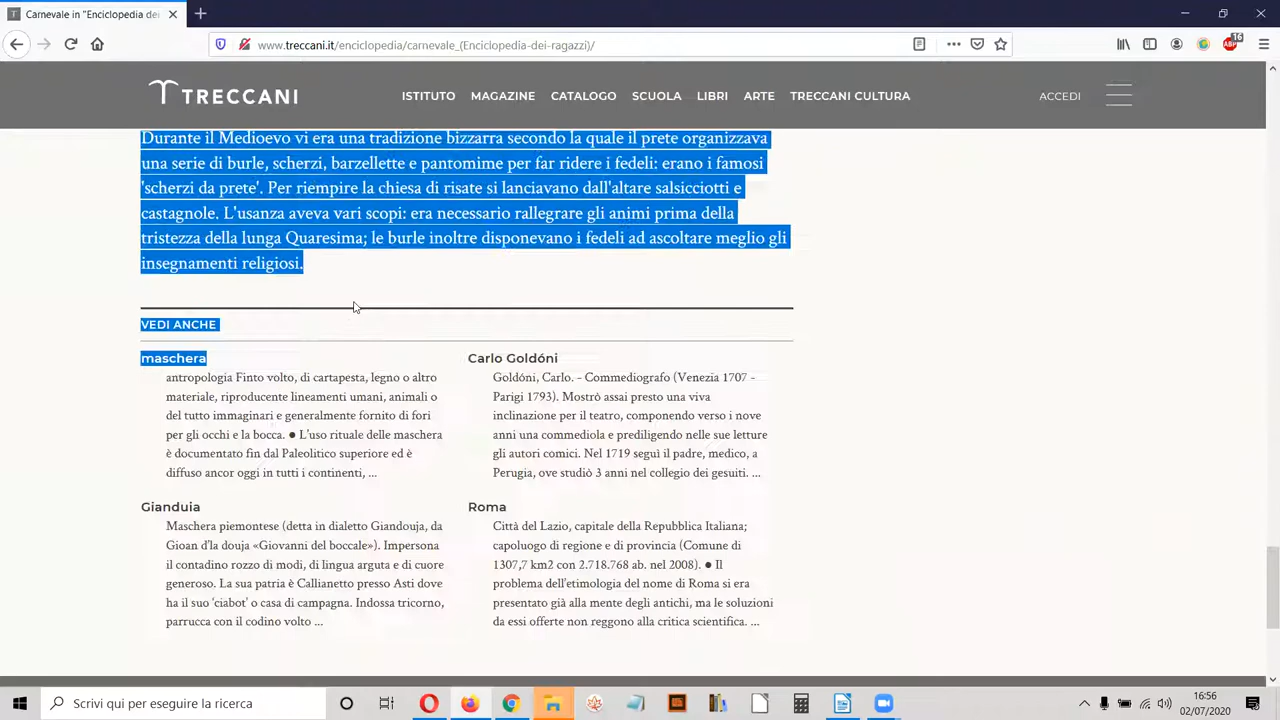 Carnevale in "Enciclopedia dei
www.treccani.it/enciclopedia/carnevale_(Enciclopedia-dei-ragazzi)/
16
TRECCANI
ISTITUTO MAGAZINE CATALOGO SCUOLA LIBRI ARTE TRECCANI CULTURA
ACCEDI
Durante il Medioevo vi era una tradizione bizzarra secondo la quale il prete organizzava
una serie di burle, scherzi, barzellette e pantomime per far ridere i fedeli: erano i famosi
'scherzi da prete'. Per riempire la chiesa di risate si lanciavano dall'altare salsicciotti e
castagnole. L'usanza aveva vari scopi: era necessario rallegrare gli animi prima della
tristezza della lunga Quaresima; le burle inoltre disponevano i fedeli ad ascoltare meglio gli
insegnamenti religiosi.
VEDI ANCHE
maschera
antropologia Finto volto, di cartapesta, legno o altro
materiale, riproducente lineamenti umani, animali o
del tutto immaginari e generalmente fornito di fori
per gli occhi e la bocca. ● L'uso rituale delle maschera
è documentato fin dal Paleolitico superiore ed è
diffuso ancor oggi in tutti i continenti, ...
Carlo Goldóni
Goldóni, Carlo. - Commediografo (Venezia 1707 -
Parigi 1793). Mostrò assai presto una viva
inclinazione per il teatro, componendo verso i nove
anni una commediola e prediligendo nelle sue letture
gli autori comici. Nel 1719 seguì il padre, medico, a
Perugia, ove studiò 3 anni nel collegio dei gesuiti. ...
Gianduia
Maschera piemontese (detta in dialetto Giandouja, da
Gioan d'la douja «Giovanni del boccale»). Impersona
il contadino rozzo di modi, di lingua arguta e di cuore
generoso. La sua patria è Callianetto presso Asti dove
ha il suo 'ciabot' o casa di campagna. Indossa tricorno,
parrucca con il codino volto ...
Roma
Città del Lazio, capitale della Repubblica Italiana;
capoluogo di regione e di provincia (Comune di
1307,7 km2 con 2.718.768 ab. nel 2008). ● Il
problema dell'etimologia del nome di Roma si era
presentato già alla mente degli antichi, ma le soluzioni
da essi offerte non reggono alla critica scientifica. ...
Scrivi qui per eseguire la ricerca
16:56
02/07/2020